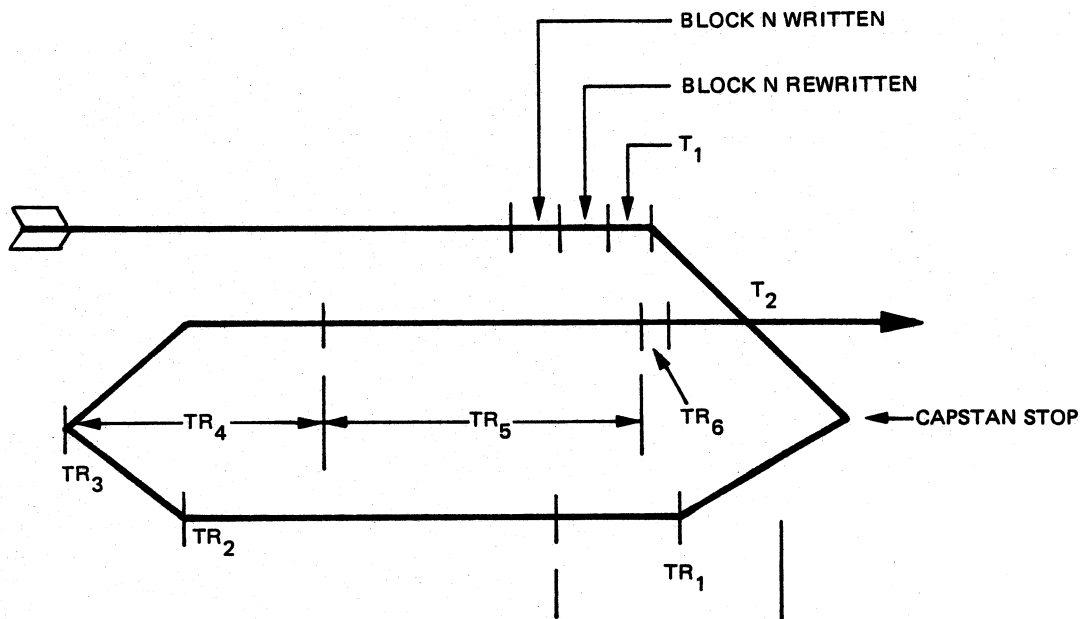 BLOCK N WRITTEN
BLOCK N REWRITTEN
T1
T2
TR4
TR5
TR6
CAPSTAN STOP
TR3
TR2
TR1